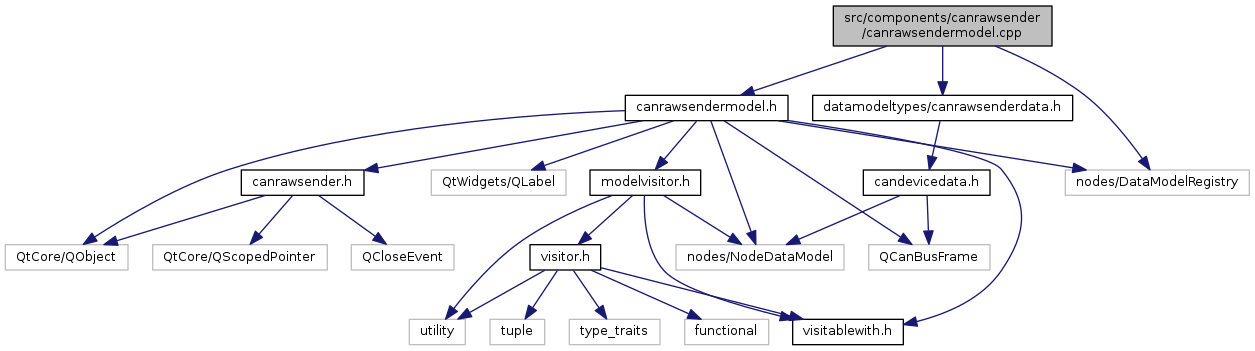 src/components/canrawsender
/canrawsendermodel.cpp
canrawsendermodel.h
datamodeltypes/canrawsenderdata.h
canrawsender.h
QtWidgets/QLabel
modelvisitor.h
candevicedata.h
nodes/DataModelRegistry
QtCore/QObject
QtCore/QScopedPointer
QCloseEvent
visitor.h
nodes/NodeDataModel
QCanBusFrame
utility
tuple
type_traits
functional
visitablewith.h